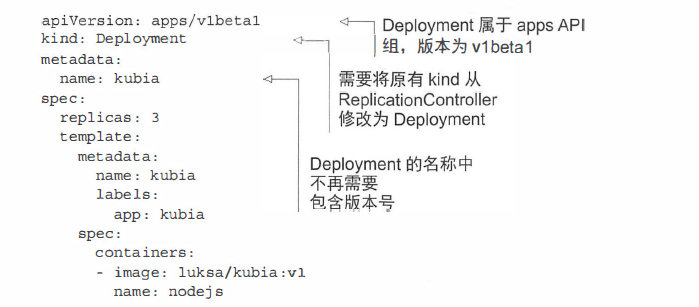 apiVersion: apps/v1beta1
kind: Deployment
metadata:
  name: kubia
spec:
  replicas: 3
  template:
    metadata:
      name: kubia
      labels:
        app: kubia
    spec:
      containers:
      - image: luksa/kubia:v1
        name: nodejs
Deployment 属于 apps API
组，版本为 v1beta1
需要将原有 kind 从
ReplicationController
修改为 Deployment
Deployment 的名称中
不再需要
包含版本号